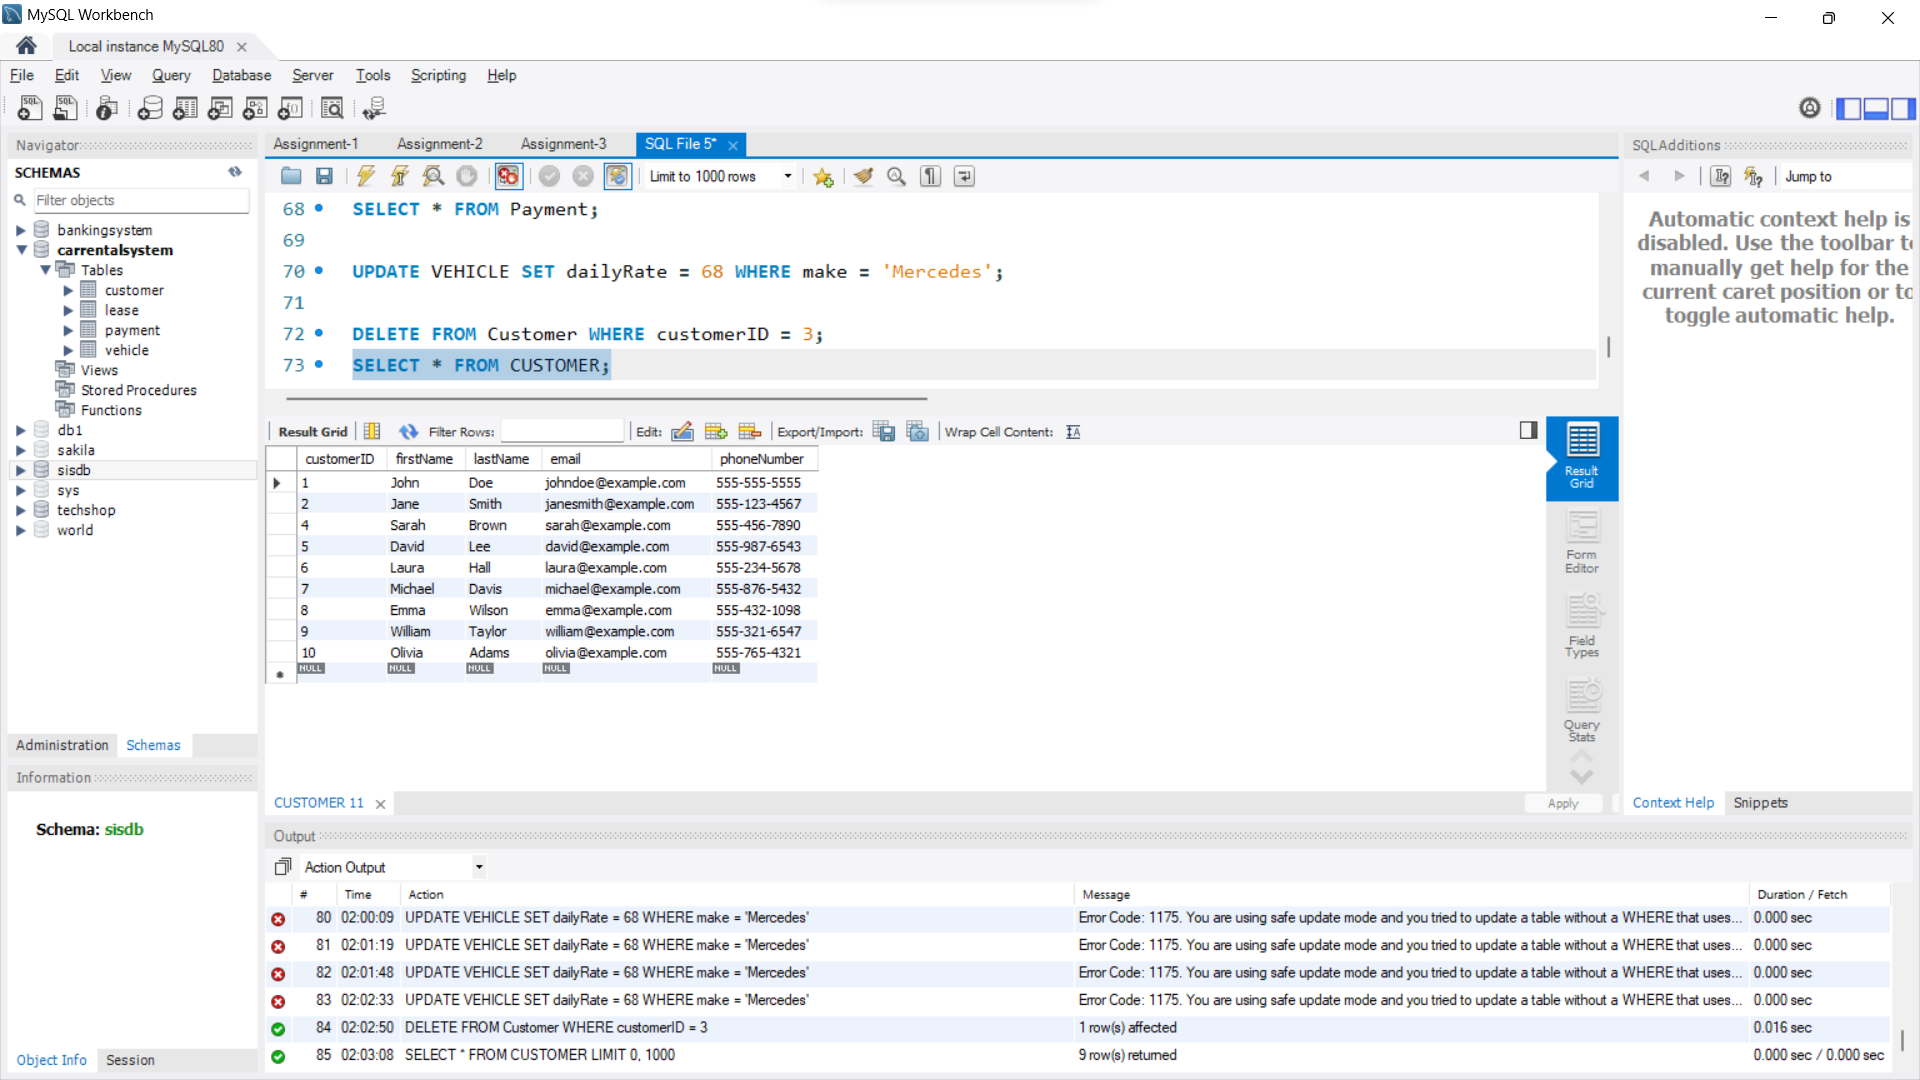 MySQL Workbench
Local instance MySQL80
File Edit View Query Database Server Tools Scripting Help
Navigator
SCHEMAS
Filter objects
bankingsystem
carrentalsystem
Tables
customer
lease
payment
vehicle
Views
Stored Procedures
Functions
db1
sakila
sisdb
sys
techshop
world
Administration Schemas
Information
Schema: sisdb
Object Info Session
Assignment-1 Assignment-2 Assignment-3 SQL File 5*
Limit to 1000 rows
68 SELECT * FROM Payment;
69
70 UPDATE VEHICLE SET dailyRate = 68 WHERE make = 'Mercedes';
71
72 DELETE FROM Customer WHERE customerID = 3;
73 SELECT * FROM CUSTOMER;
Result Grid Filter Rows: Edit: Export/Import: Wrap Cell Content:
customerID firstName lastName email phoneNumber
1 John Doe johndoe@example.com 555-555-5555
2 Jane Smith janesmith@example.com 555-123-4567
4 Sarah Brown sarah@example.com 555-456-7890
5 David Lee david@example.com 555-987-6543
6 Laura Hall laura@example.com 555-234-5678
7 Michael Davis michael@example.com 555-876-5432
8 Emma Wilson emma@example.com 555-432-1098
9 William Taylor william@example.com 555-321-6547
10 Olivia Adams olivia@example.com 555-765-4321
NULL NULL NULL NULL NULL
Result
Grid
Form
Editor
Field
Types
Query
Stats
CUSTOMER 11
Apply
SQLAdditions
Jump to
Automatic context help is
disabled. Use the toolbar to
manually get help for the
current caret position or to
toggle automatic help.
Context Help Snippets
Output
Action Output
# Time Action Message Duration / Fetch
80 02:00:09 UPDATE VEHICLE SET dailyRate = 68 WHERE make = 'Mercedes' Error Code: 1175. You are using safe update mode and you tried to update a table without a WHERE that uses... 0.000 sec
81 02:01:19 UPDATE VEHICLE SET dailyRate = 68 WHERE make = 'Mercedes' Error Code: 1175. You are using safe update mode and you tried to update a table without a WHERE that uses... 0.000 sec
82 02:01:48 UPDATE VEHICLE SET dailyRate = 68 WHERE make = 'Mercedes' Error Code: 1175. You are using safe update mode and you tried to update a table without a WHERE that uses... 0.000 sec
83 02:02:33 UPDATE VEHICLE SET dailyRate = 68 WHERE make = 'Mercedes' Error Code: 1175. You are using safe update mode and you tried to update a table without a WHERE that uses... 0.000 sec
84 02:02:50 DELETE FROM Customer WHERE customerID = 3 1 row(s) affected 0.016 sec
85 02:03:08 SELECT * FROM CUSTOMER LIMIT 0, 1000 9 row(s) returned 0.000 sec / 0.000 sec